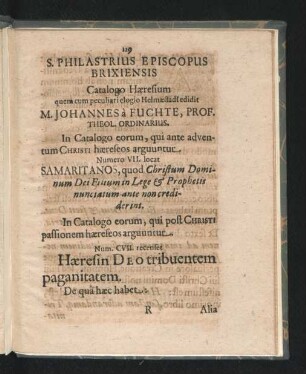 119
S. PHILASTRIUS EPISCOPUS
BRIXIENSIS
Catalogo Hæresium
quem cum peculiari elogio Helmæstadî edidit
M. JOHANNES à FUCHTE, PROF.
THEOL. ORDINARIUS.
In Catalogo eorum, qui ante adven-
tum CHRISTI hæreseos arguuntur.
Numero VII. locat
SAMARITANOS, quod Christum Domi-
num Dei Filium in Lege & Prophetis
nunciatum ante non credi-
derint.
In Catalogo eorum, qui post CHRISTI
passionem hæreseos arguuntur.
Num. CVII. recenset
Hæresin DEO tribuentem
paganitatem.
De quâ hæc habet.
R Alia